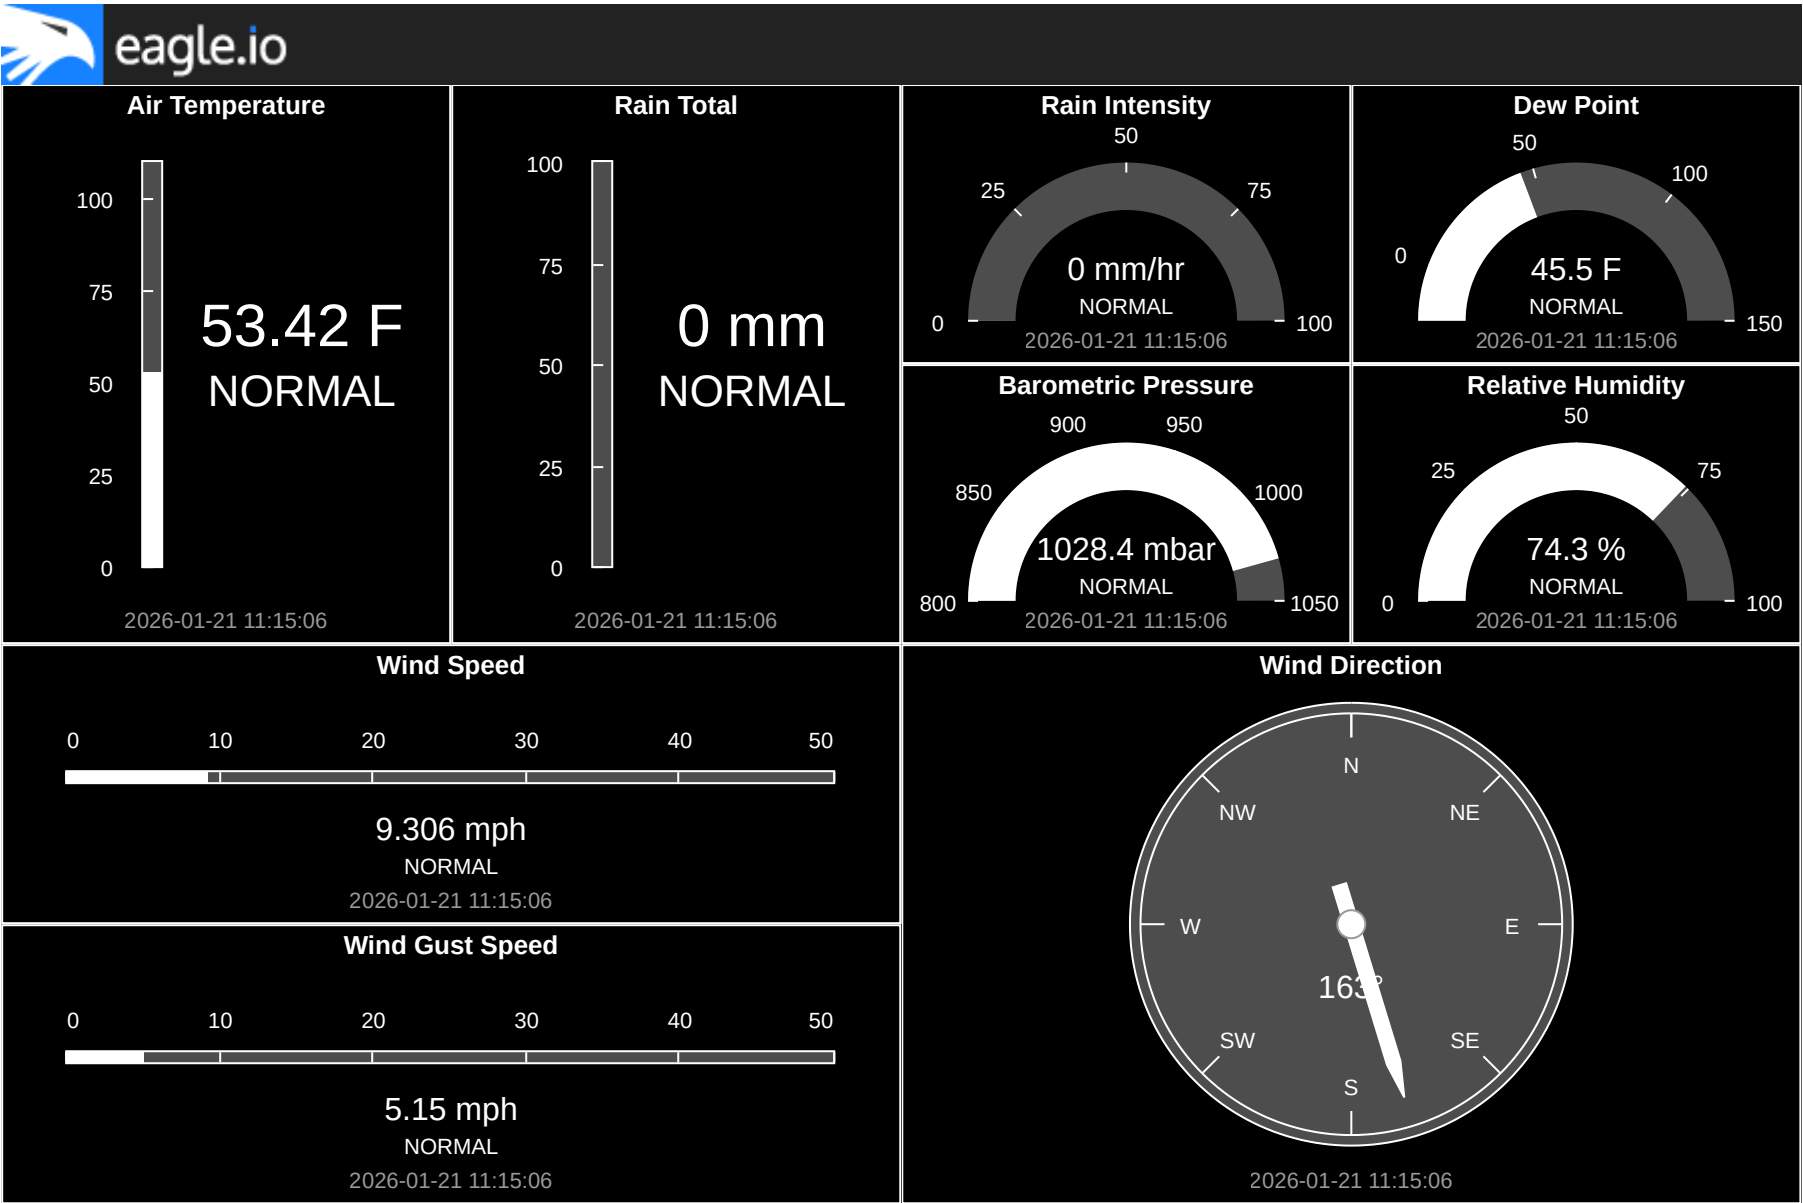 eagle.io
Air Temperature
100
75
50
25
0
53.42 F
NORMAL
2026-01-21 11:15:06
Rain Total
100
75
50
25
0
0 mm
NORMAL
2026-01-21 11:15:06
Rain Intensity
50
25
75
0
100
0 mm/hr
NORMAL
2026-01-21 11:15:06
Dew Point
50
100
0
150
45.5 F
NORMAL
2026-01-21 11:15:06
Barometric Pressure
900
950
850
1000
800
1050
1028.4 mbar
NORMAL
2026-01-21 11:15:06
Relative Humidity
50
25
75
0
100
74.3 %
NORMAL
2026-01-21 11:15:06
Wind Speed
0 10 20 30 40 50
9.306 mph
NORMAL
2026-01-21 11:15:06
Wind Gust Speed
0 10 20 30 40 50
5.15 mph
NORMAL
2026-01-21 11:15:06
Wind Direction
N
NW
NE
W
E
163°
SW
SE
S
2026-01-21 11:15:06